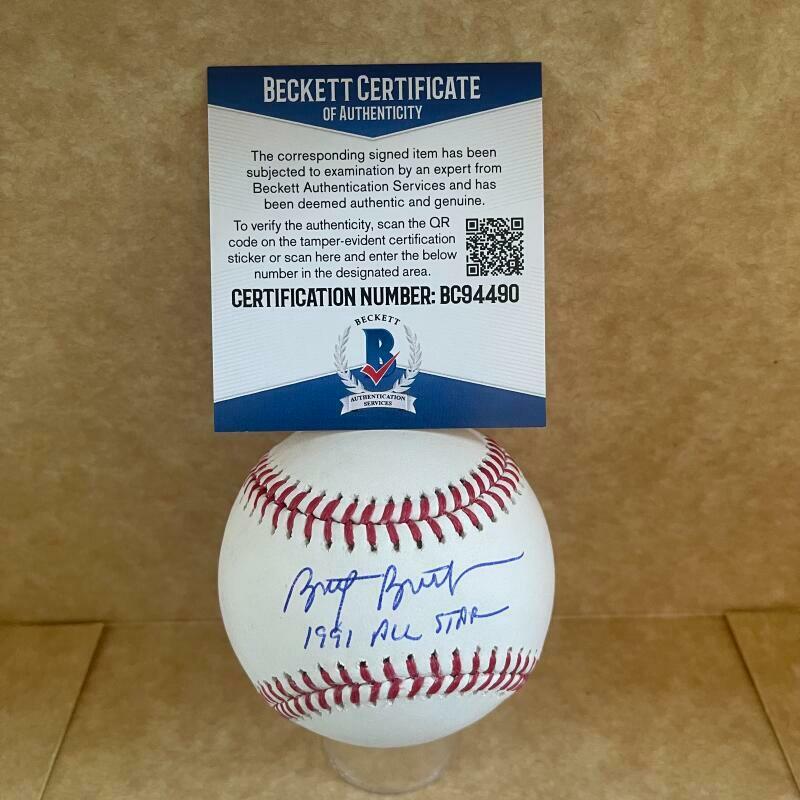 BECKETT CERTIFICATE
OF AUTHENTICITY
The corresponding signed item has been
subjected to examination by an expert from
Beckett Authentication Services and has
been deemed authentic and genuine.
To verify the authenticity, scan the QR
code on the tamper-evident certification
sticker or scan here and enter the below
number in the designated area.
CERTIFICATION NUMBER: BC94490
BECKETT
B
AUTHENTICATION
SERVICES
1991 ALL STAR